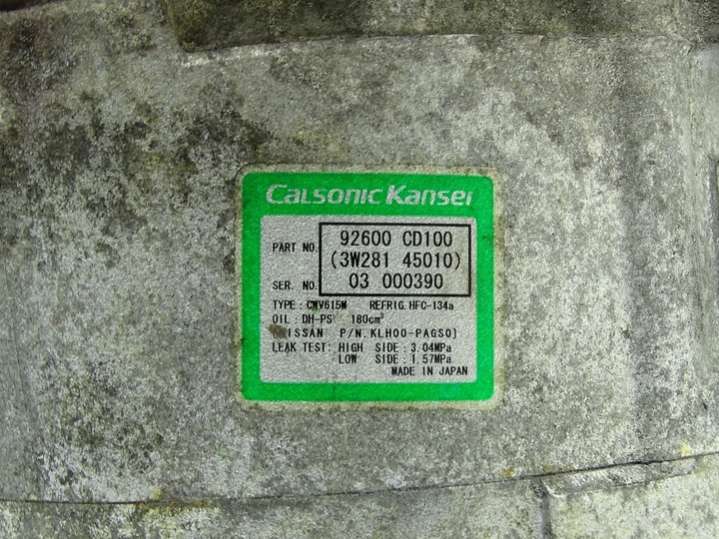 Calsonic Kansei
PART NO. 92600 CD100
(3W281 45010)
SER. NO. 03 000390
TYPE: CWV615M REFRIG. HFC-134a
OIL: DH-PS 180cm³
(NISSAN P/N. KLH00-PAGS0)
LEAK TEST: HIGH SIDE: 3.04MPa
LOW SIDE: 1.57MPa
MADE IN JAPAN